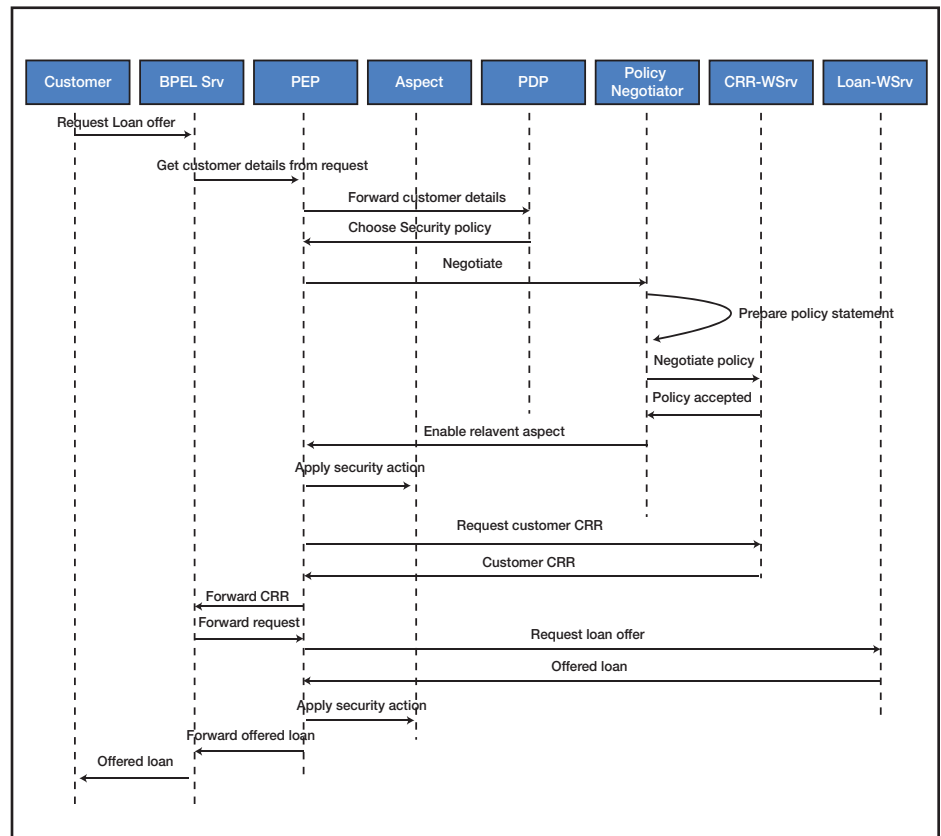 Customer
BPEL Srv
PEP
Aspect
PDP
Policy
Negotiator
CRR-WSrv
Loan-WSrv
Request Loan offer
Get customer details from request
Forward customer details
Choose Security policy
Negotiate
Prepare policy statement
Negotiate policy
Policy accepted
Enable relavent aspect
Apply security action
Request customer CRR
Customer CRR
Forward CRR
Forward request
Request loan offer
Offered loan
Apply security action
Forward offered loan
Offered loan